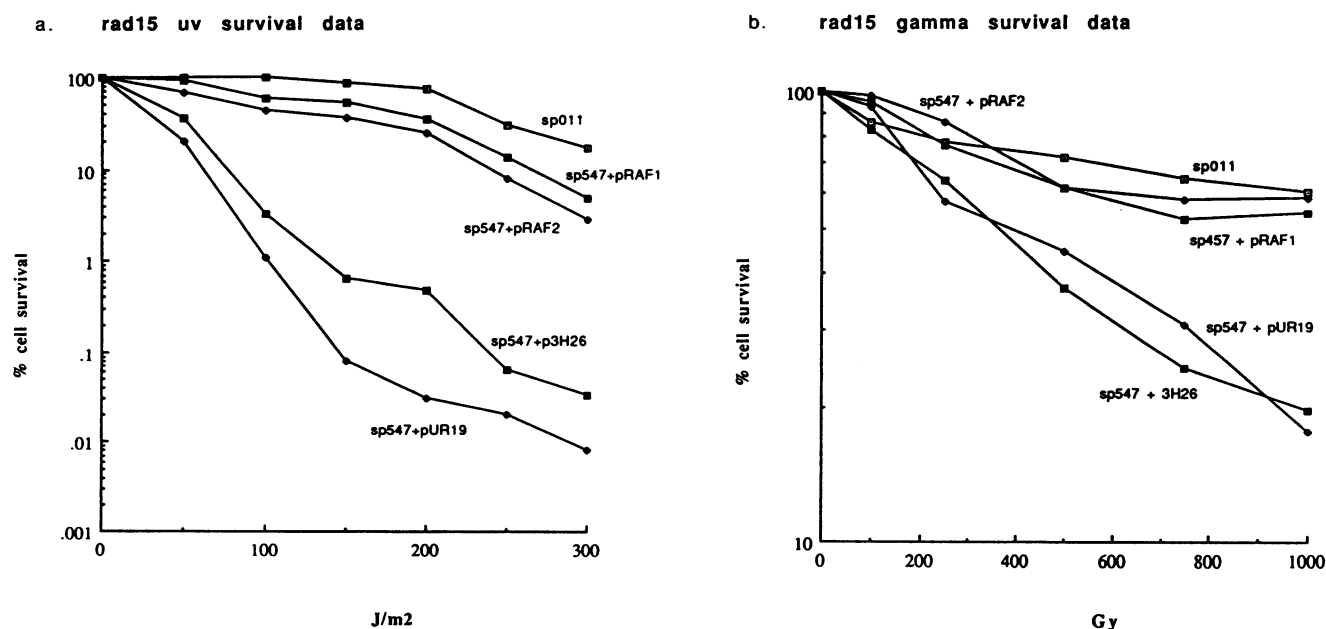 a. rad15 uv survival data
100
10
1
.1
.01
.001
% cell survival
0 100 200 300
J/m2
sp011
sp547+pRAF1
sp547+pRAF2
sp547+p3H26
sp547+pUR19
b. rad15 gamma survival data
100
10
% cell survival
0 200 400 600 800 1000
Gy
sp547 + pRAF2
sp011
sp457 + pRAF1
sp547 + pUR19
sp547 + 3H26